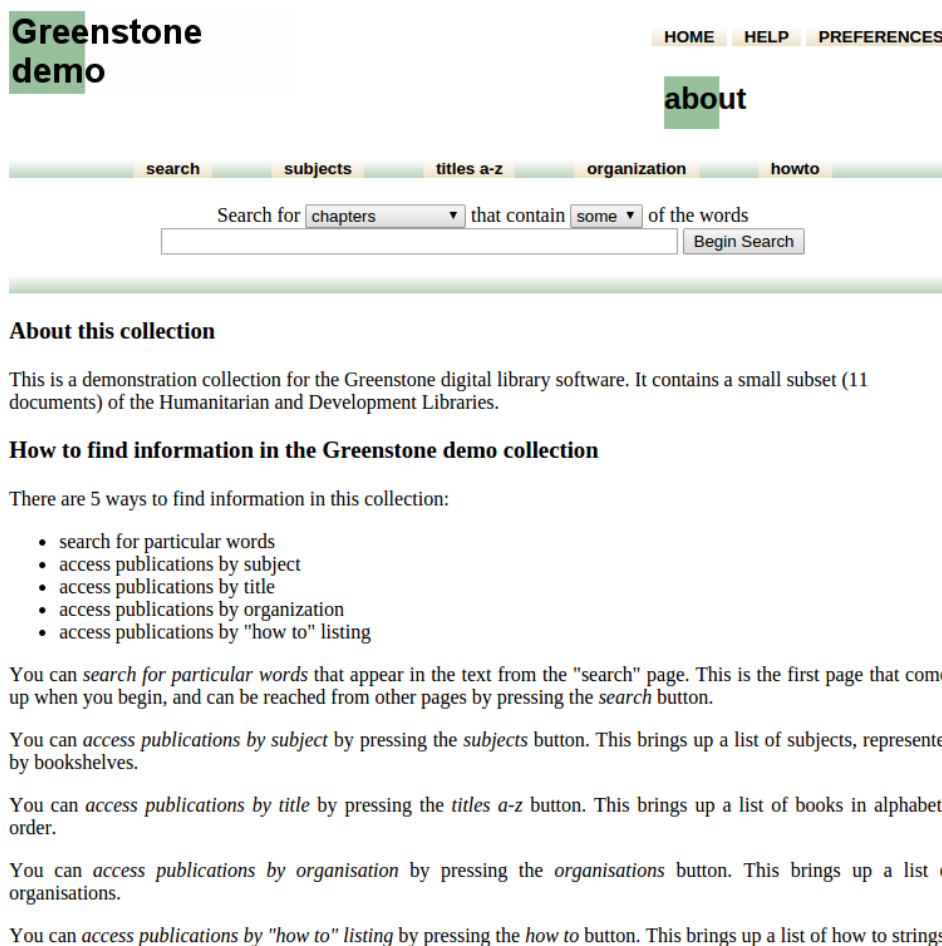 Greenstone
demo
HOME HELP PREFERENCES
about
search subjects titles a-z organization howto
Search for chapters that contain some of the words
Begin Search
About this collection
This is a demonstration collection for the Greenstone digital library software. It contains a small subset (11
documents) of the Humanitarian and Development Libraries.
How to find information in the Greenstone demo collection
There are 5 ways to find information in this collection:
• search for particular words
• access publications by subject
• access publications by title
• access publications by organization
• access publications by "how to" listing
You can search for particular words that appear in the text from the "search" page. This is the first page that come
up when you begin, and can be reached from other pages by pressing the search button.
You can access publications by subject by pressing the subjects button. This brings up a list of subjects, represente
by bookshelves.
You can access publications by title by pressing the titles a-z button. This brings up a list of books in alphabet
order.
You can access publications by organisation by pressing the organisations button. This brings up a list
organisations.
You can access publications by "how to" listing by pressing the how to button. This brings up a list of how to strings